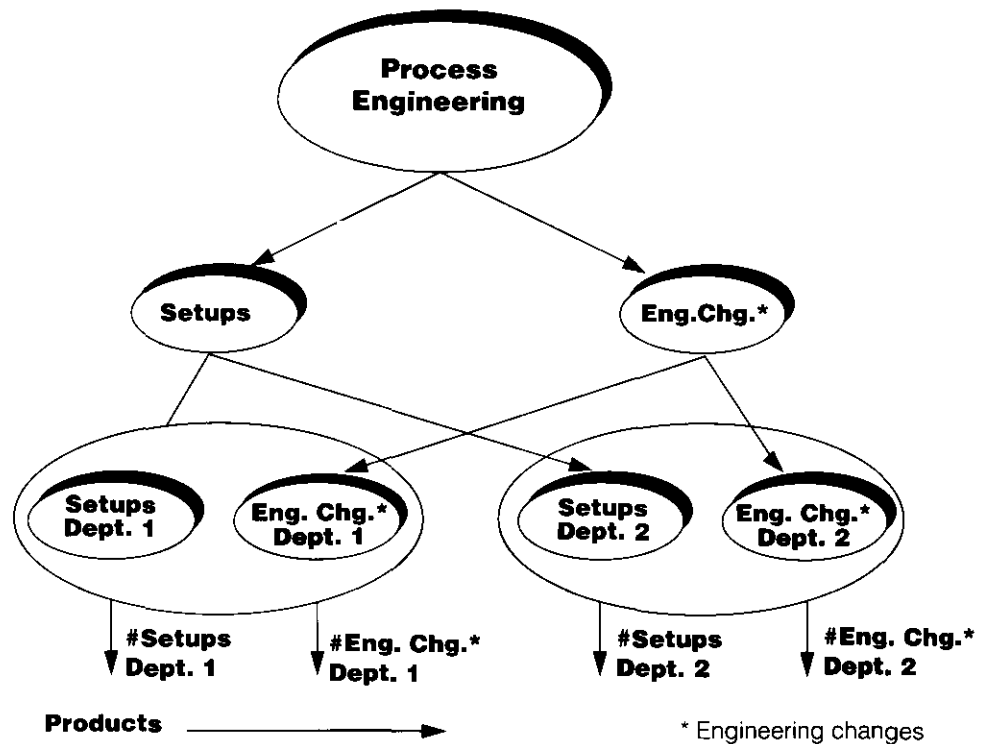 Process
Engineering
Setups
Eng.Chg.*
Setups
Dept. 1
Eng. Chg.*
Dept. 1
Setups
Dept. 2
Eng. Chg.*
Dept. 2
#Setups
Dept. 1
#Eng. Chg.*
Dept. 1
#Setups
Dept. 2
#Eng. Chg.*
Dept. 2
Products
* Engineering changes